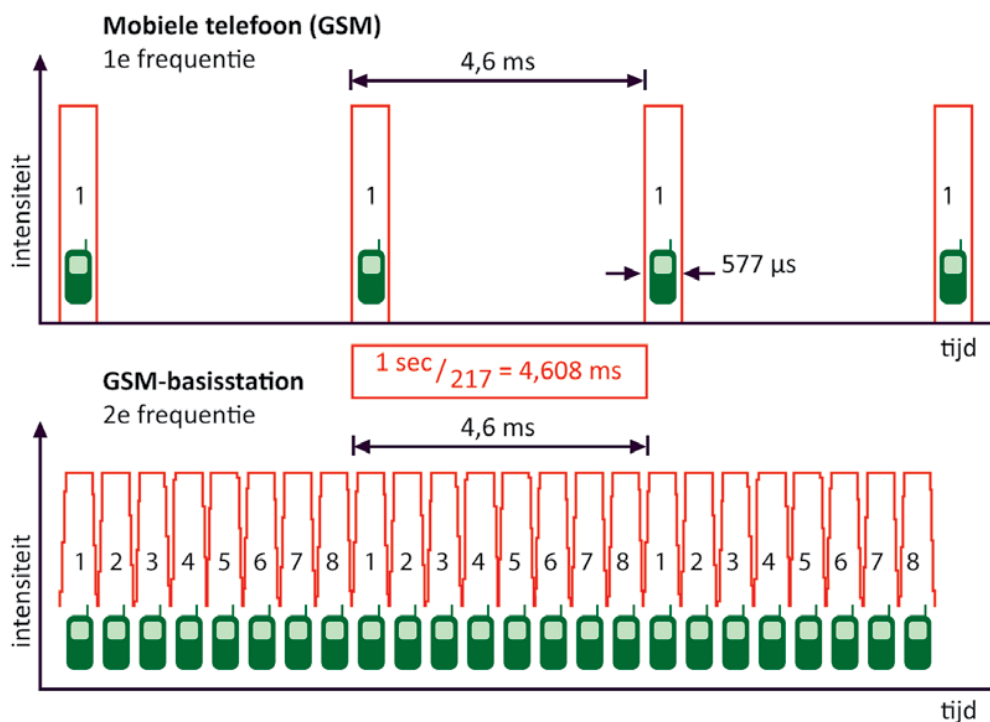 Mobiele telefoon (GSM)
1e frequentie
4,6 ms
intensiteit
1 1 1 1
577 µs
tijd
1 sec/217 = 4,608 ms
GSM-basisstation
2e frequentie
4,6 ms
intensiteit
1 2 3 4 5 6 7 8 1 2 3 4 5 6 7 8 1 2 3 4 5 6 7 8
tijd